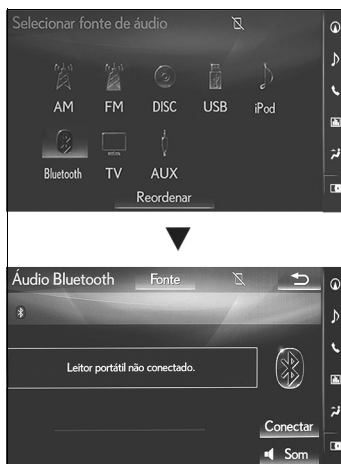 Selecionar fonte de áudio
AM FM DISC USB iPod
Bluetooth TV AUX
Reordenar
Áudio Bluetooth Fonte
Leitor portátil não conectado.
Conectar
Som